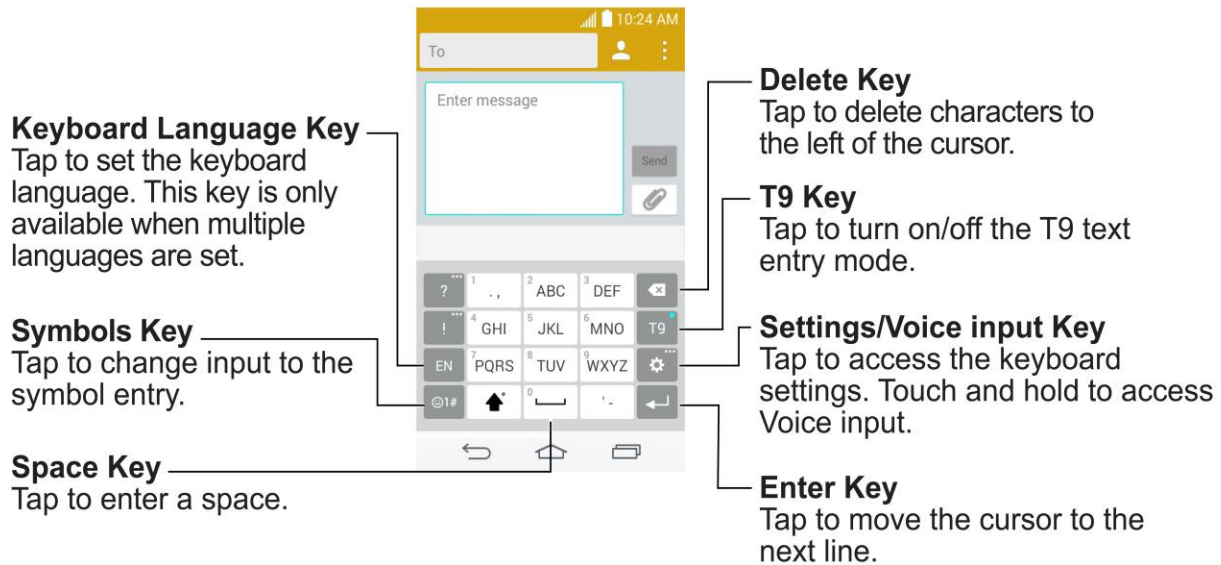 10:24 AM
To
Enter message
Send
Keyboard Language Key
Tap to set the keyboard
language. This key is only
available when multiple
languages are set.
Symbols Key
Tap to change input to the
symbol entry.
Space Key
Tap to enter a space.
? 1 ., 2 ABC 3 DEF
! 4 GHI 5 JKL 6 MNO T9
EN 7 PQRS 8 TUV 9 WXYZ
☺1# 0 ' -
Delete Key
Tap to delete characters to
the left of the cursor.
T9 Key
Tap to turn on/off the T9 text
entry mode.
Settings/Voice input Key
Tap to access the keyboard
settings. Touch and hold to access
Voice input.
Enter Key
Tap to move the cursor to the
next line.